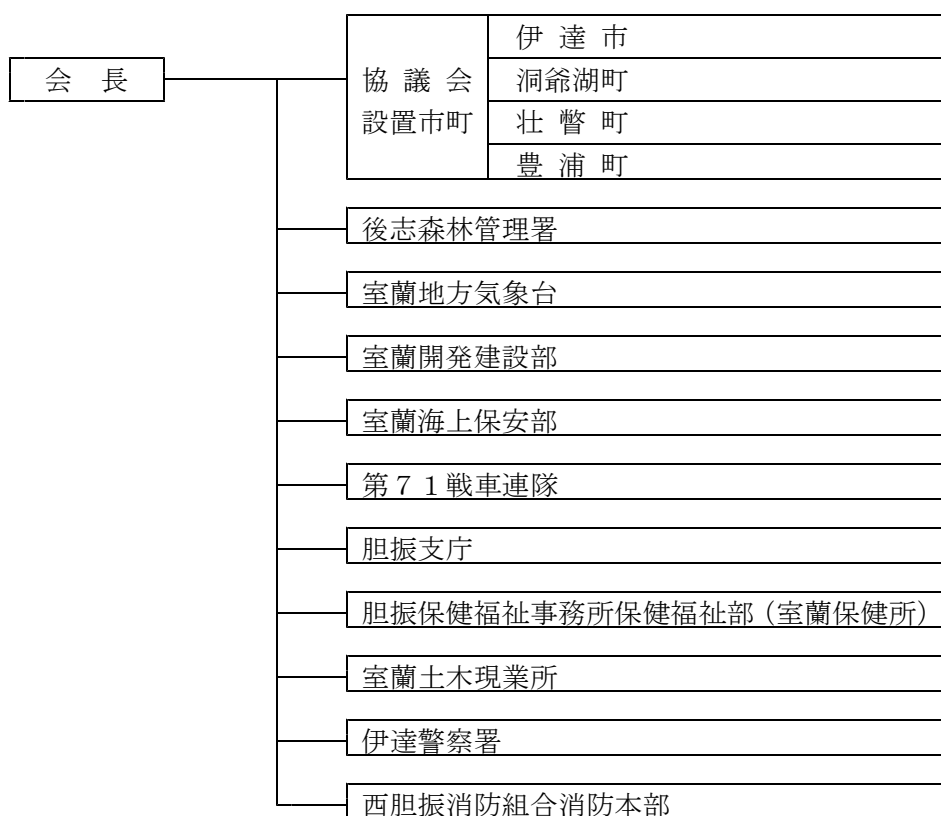 会長
協議会
設置市町
伊達市
洞爺湖町
壮瞥町
豊浦町
後志森林管理署
室蘭地方気象台
室蘭開発建設部
室蘭海上保安部
第７１戦車連隊
胆振支庁
胆振保健福祉事務所保健福祉部（室蘭保健所）
室蘭土木現業所
伊達警察署
西胆振消防組合消防本部